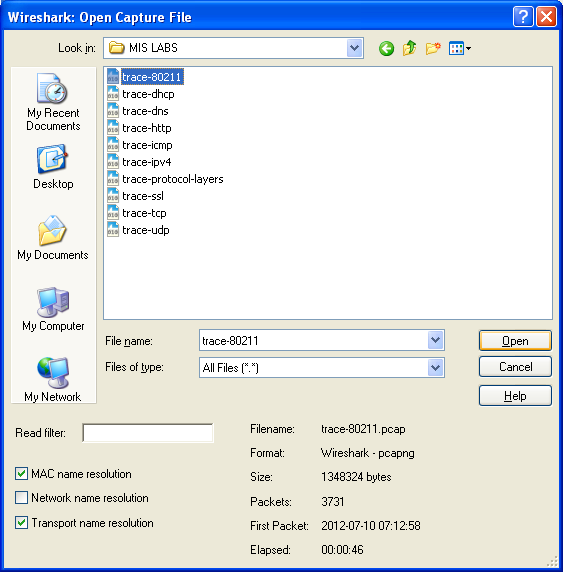 Wireshark: Open Capture File
Look in: MIS LABS
My Recent
Documents
Desktop
My Documents
My Computer
My Network
trace-80211
trace-dhcp
trace-dns
trace-http
trace-icmp
trace-ipv4
trace-protocol-layers
trace-ssl
trace-tcp
trace-udp
File name: trace-80211 Open
Files of type: All Files (*.*) Cancel
Help
Read filter:
MAC name resolution
Network name resolution
Transport name resolution
Filename: trace-80211.pcap
Format: Wireshark - pcapng
Size: 1348324 bytes
Packets: 3731
First Packet: 2012-07-10 07:12:58
Elapsed: 00:00:46